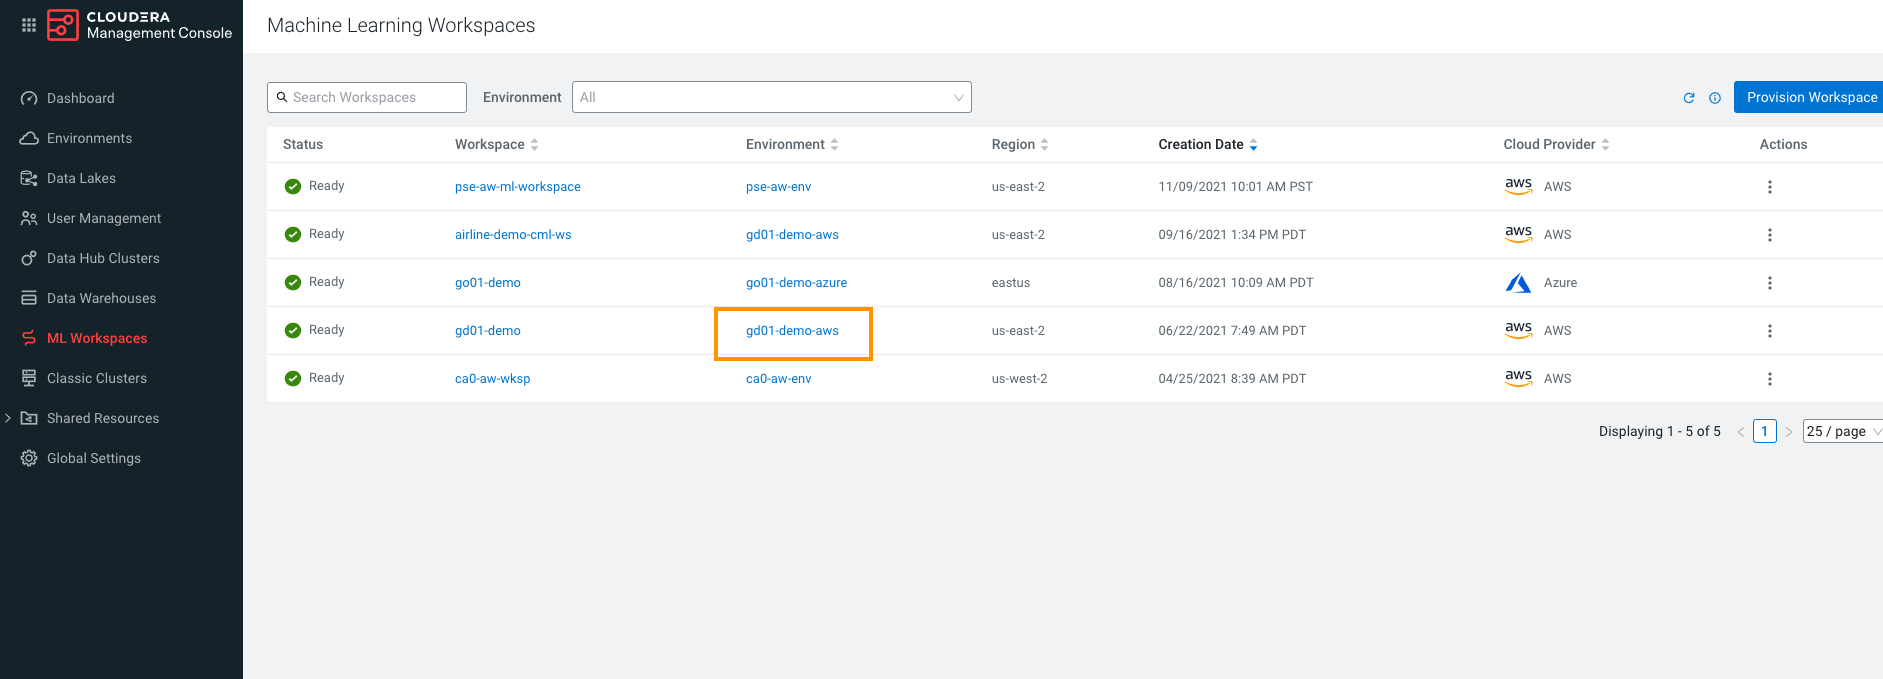 CLOUDERA
Management Console
Dashboard
Environments
Data Lakes
User Management
Data Hub Clusters
Data Warehouses
ML Workspaces
Classic Clusters
Shared Resources
Global Settings
Machine Learning Workspaces
Search Workspaces Environment All Provision Workspace
Status Workspace Environment Region Creation Date Cloud Provider Actions
Ready pse-aw-ml-workspace pse-aw-env us-east-2 11/09/2021 10:01 AM PST aws AWS
Ready airline-demo-cml-ws gd01-demo-aws us-east-2 09/16/2021 1:34 PM PDT aws AWS
Ready go01-demo go01-demo-azure eastus 08/16/2021 10:09 AM PDT Azure
Ready gd01-demo gd01-demo-aws us-east-2 06/22/2021 7:49 AM PDT aws AWS
Ready ca0-aw-wksp ca0-aw-env us-west-2 04/25/2021 8:39 AM PDT aws AWS
Displaying 1 - 5 of 5 < 1 > 25 / page